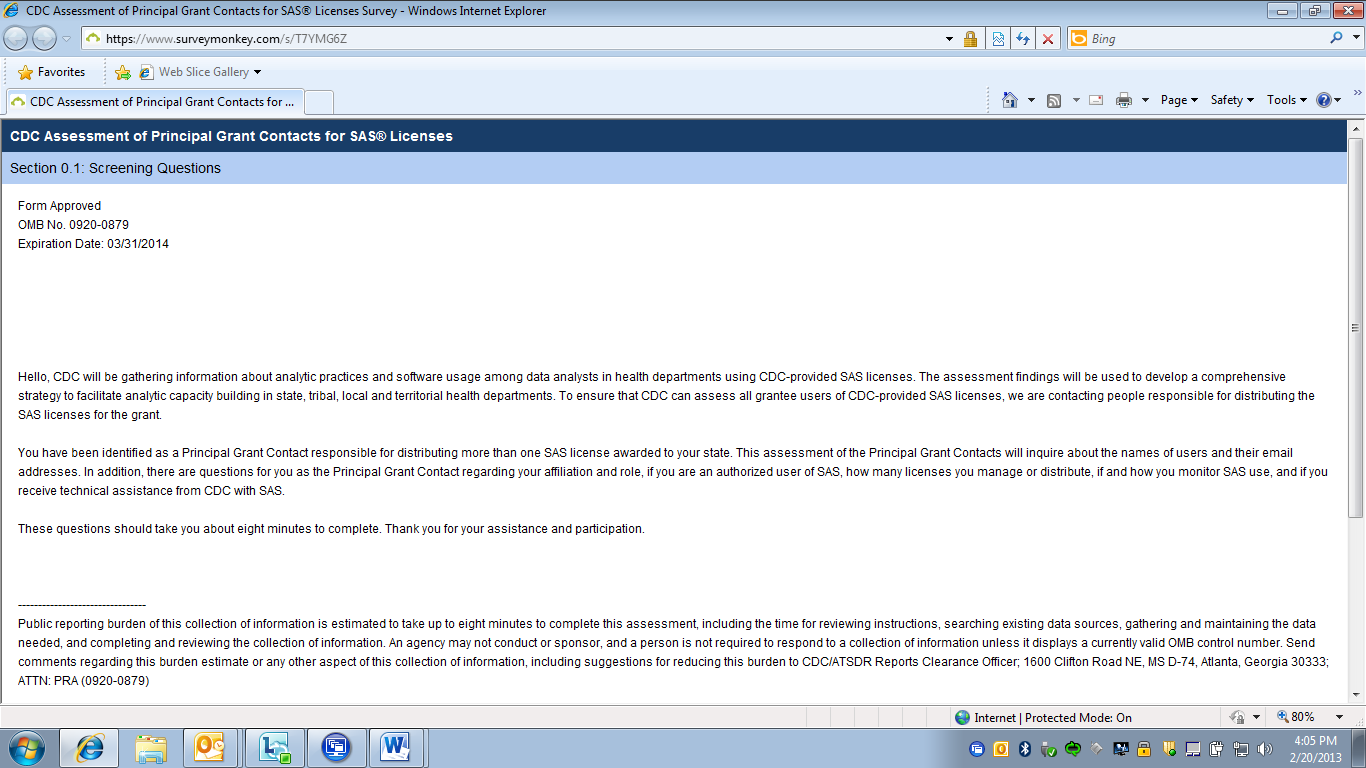 CDC Assessment of Principal Grant Contacts for SAS® Licenses Survey - Windows Internet Explorer
https://www.surveymonkey.com/s/T7YMG6Z
Bing
Favorites
Web Slice Gallery
CDC Assessment of Principal Grant Contacts for ...
Page
Safety
Tools
CDC Assessment of Principal Grant Contacts for SAS® Licenses
Section 0.1: Screening Questions
Form Approved
OMB No. 0920-0879
Expiration Date: 03/31/2014
Hello, CDC will be gathering information about analytic practices and software usage among data analysts in health departments using CDC-provided SAS licenses. The assessment findings will be used to develop a comprehensive
strategy to facilitate analytic capacity building in state, tribal, local and territorial health departments. To ensure that CDC can assess all grantee users of CDC-provided SAS licenses, we are contacting people responsible for distributing the
SAS licenses for the grant.
You have been identified as a Principal Grant Contact responsible for distributing more than one SAS license awarded to your state. This assessment of the Principal Grant Contacts will inquire about the names of users and their email
addresses. In addition, there are questions for you as the Principal Grant Contact regarding your affiliation and role, if you are an authorized user of SAS, how many licenses you manage or distribute, if and how you monitor SAS use, and if you
receive technical assistance from CDC with SAS.
These questions should take you about eight minutes to complete. Thank you for your assistance and participation.
--------------------------------
Public reporting burden of this collection of information is estimated to take up to eight minutes to complete this assessment, including the time for reviewing instructions, searching existing data sources, gathering and maintaining the data
needed, and completing and reviewing the collection of information. An agency may not conduct or sponsor, and a person is not required to respond to a collection of information unless it displays a currently valid OMB control number. Send
comments regarding this burden estimate or any other aspect of this collection of information, including suggestions for reducing this burden to CDC/ATSDR Reports Clearance Officer; 1600 Clifton Road NE, MS D-74, Atlanta, Georgia 30333;
ATTN: PRA (0920-0879)
Internet | Protected Mode: On
80%
4:05 PM
2/20/2013